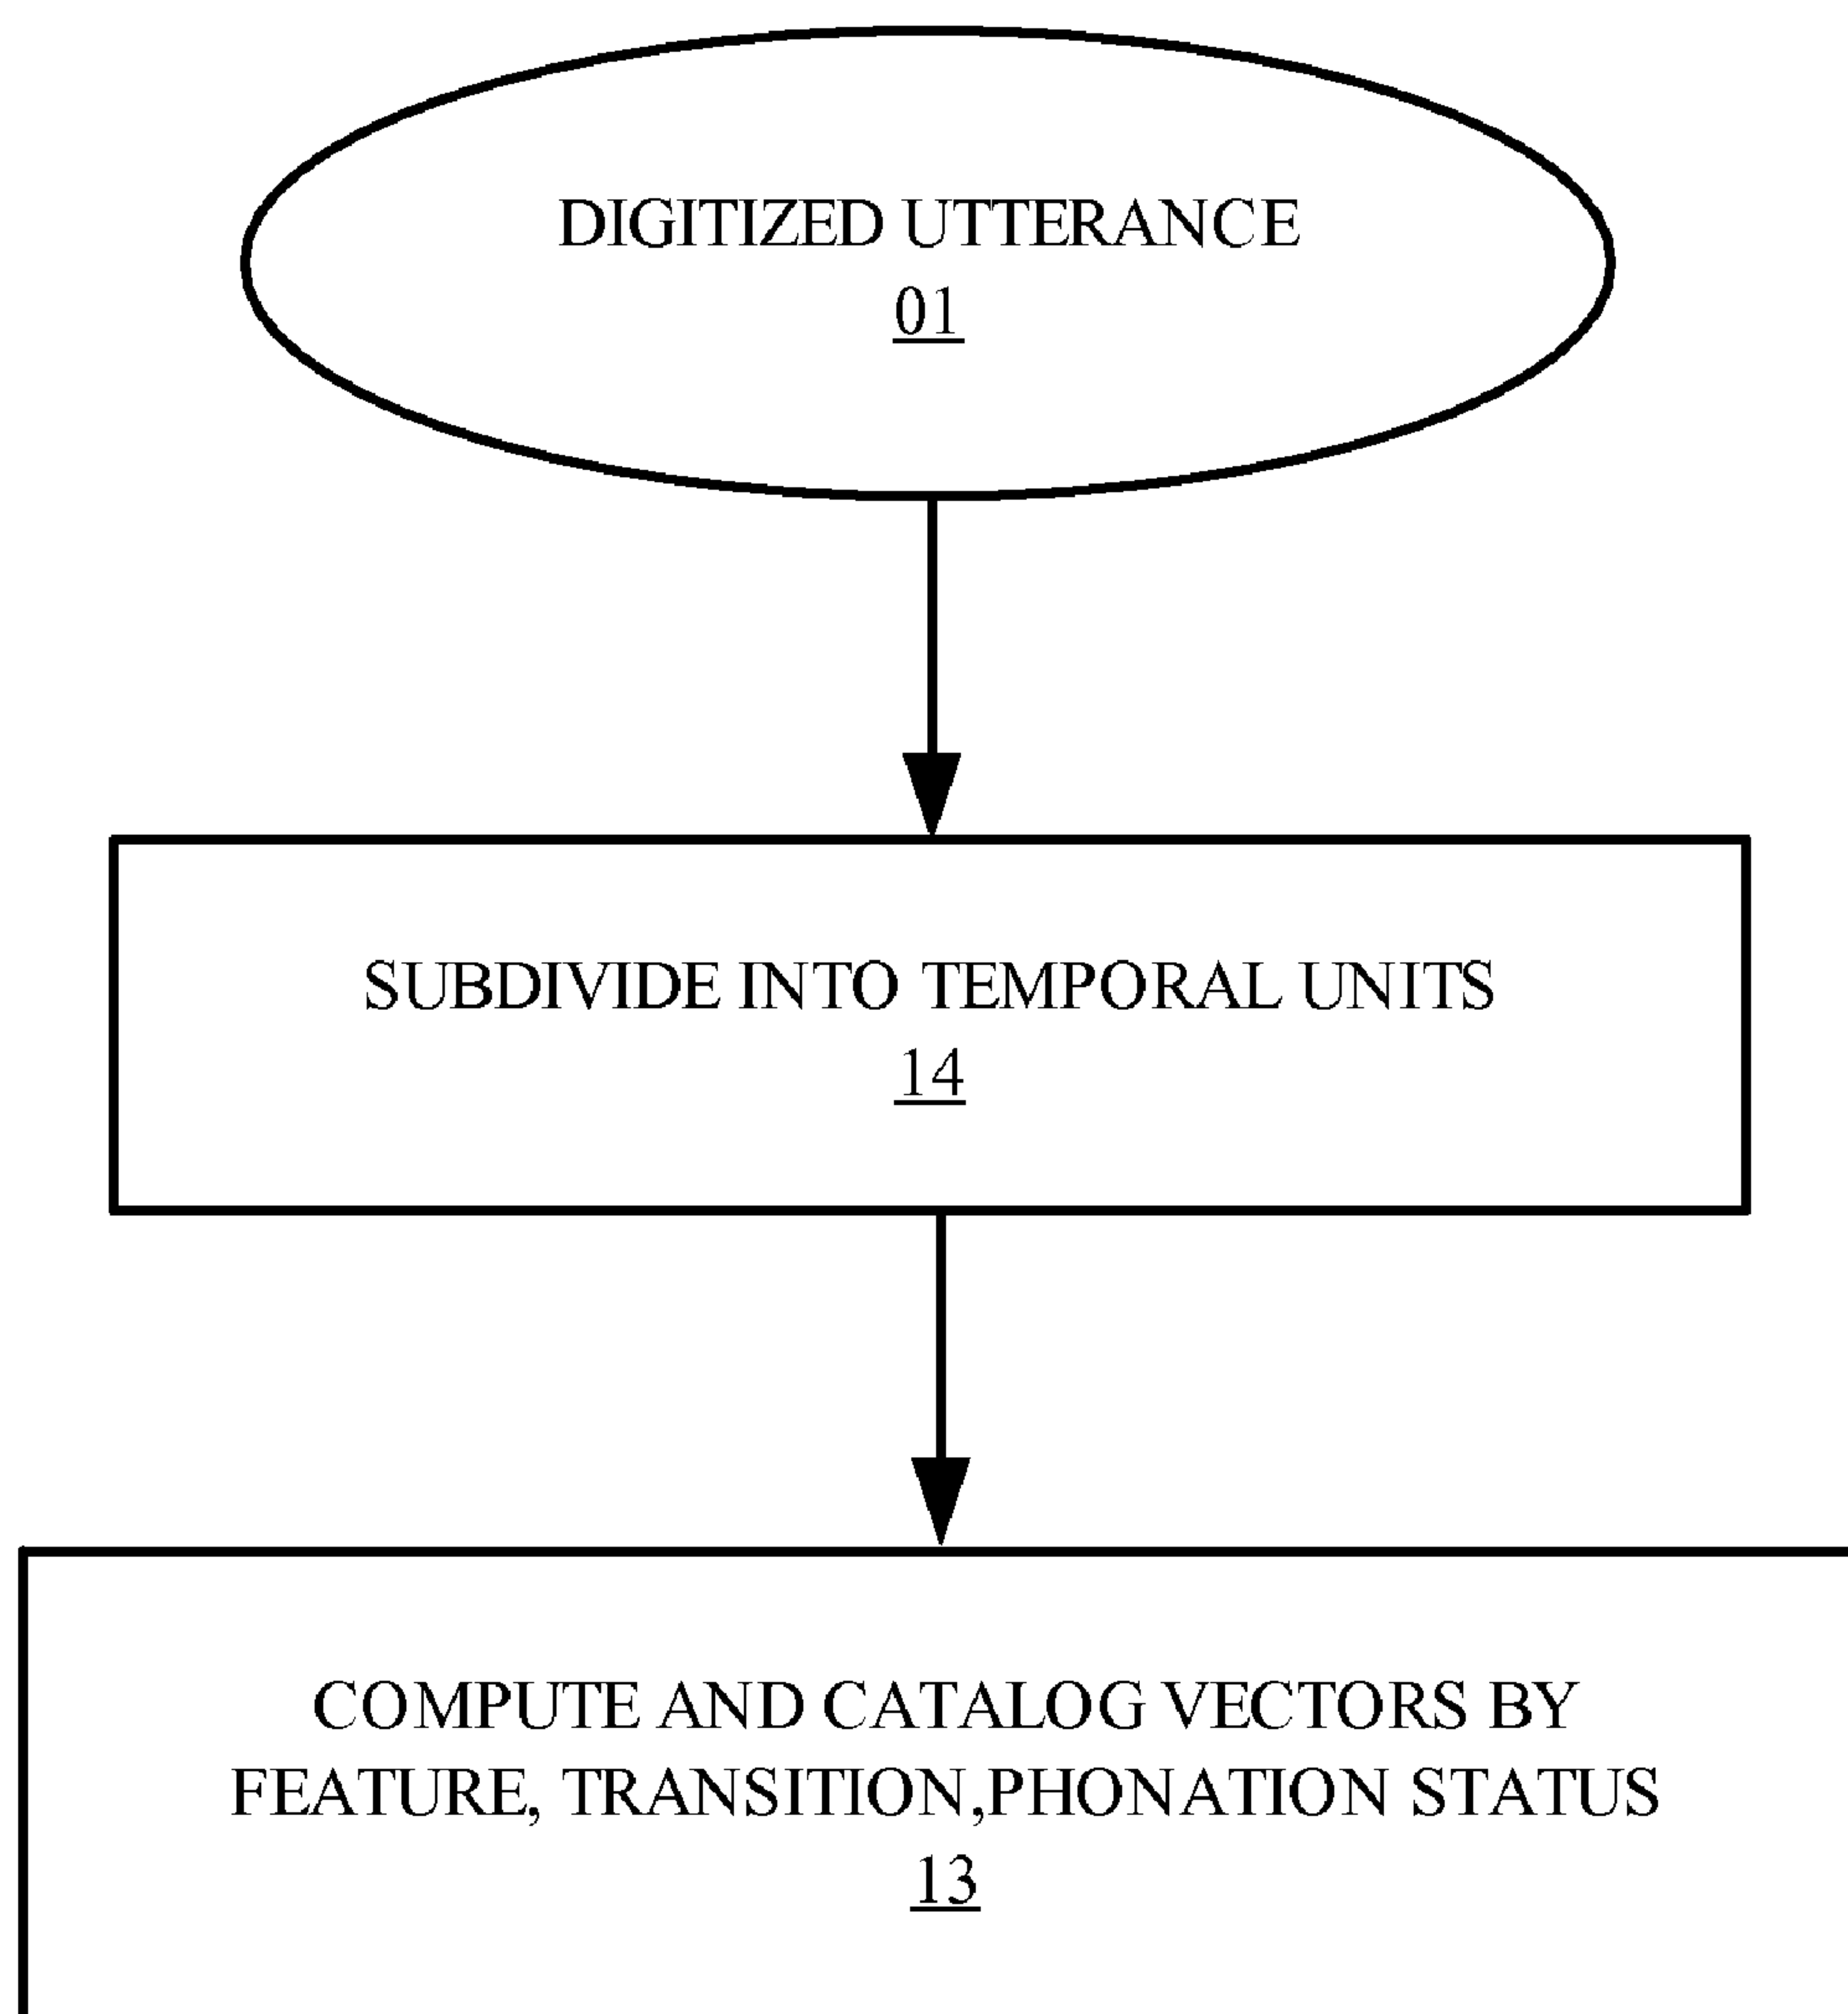 DIGITIZED UTTERANCE
01
SUBDIVIDE INTO TEMPORAL UNITS
14
COMPUTE AND CATALOG VECTORS BY
FEATURE, TRANSITION,PHONATION STATUS
13